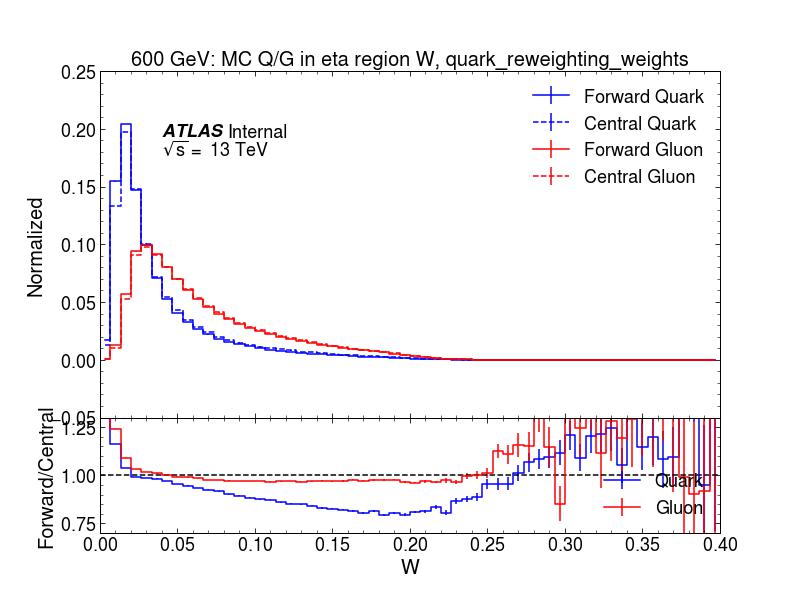 600 GeV: MC Q/G in eta region W, quark_reweighting_weights
0.25
0.20
0.15
0.10
0.05
0.00
0.05
Normalized
ATLAS Internal
√s = 13 TeV
Forward Quark
Central Quark
Forward Gluon
Central Gluon
1.25
1.00
0.75
Forward/Central
Quark
Gluon
0.00 0.05 0.10 0.15 0.20 0.25 0.30 0.35 0.40
W